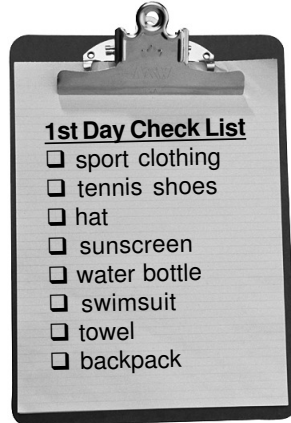 1st Day Check List
❑ sport clothing
❑ tennis shoes
❑ hat
❑ sunscreen
❑ water bottle
❑ swimsuit
❑ towel
❑ backpack